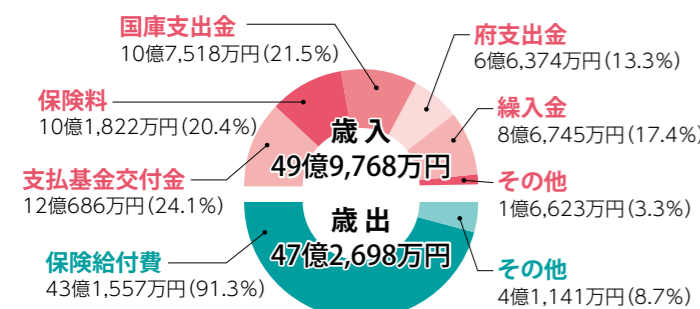 国庫支出金
10億7,518万円(21.5%)
府支出金
6億6,374万円(13.3%)
保険料
10億1,822万円(20.4%)
繰入金
8億6,745万円(17.4%)
支払基金交付金
12億686万円(24.1%)
その他
1億6,623万円(3.3%)
歳入
49億9,768万円
歳出
47億2,698万円
保険給付費
43億1,557万円(91.3%)
その他
4億1,141万円(8.7%)